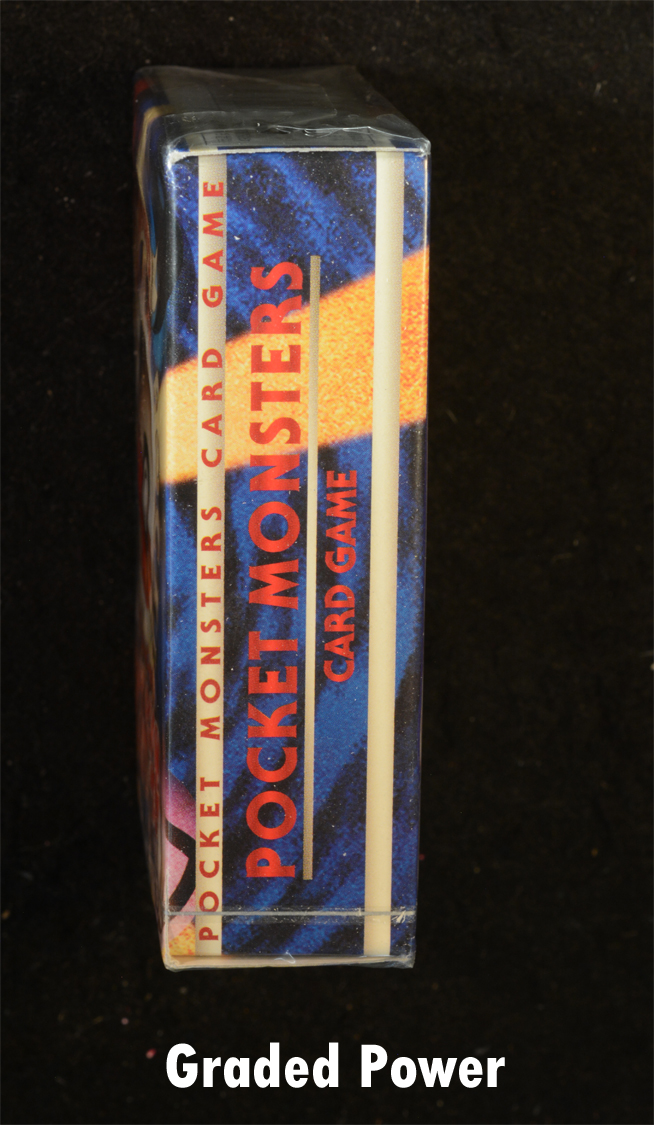 POCKET MONSTERS CARD GAME
POCKET MONSTERS
CARD GAME
Graded Power